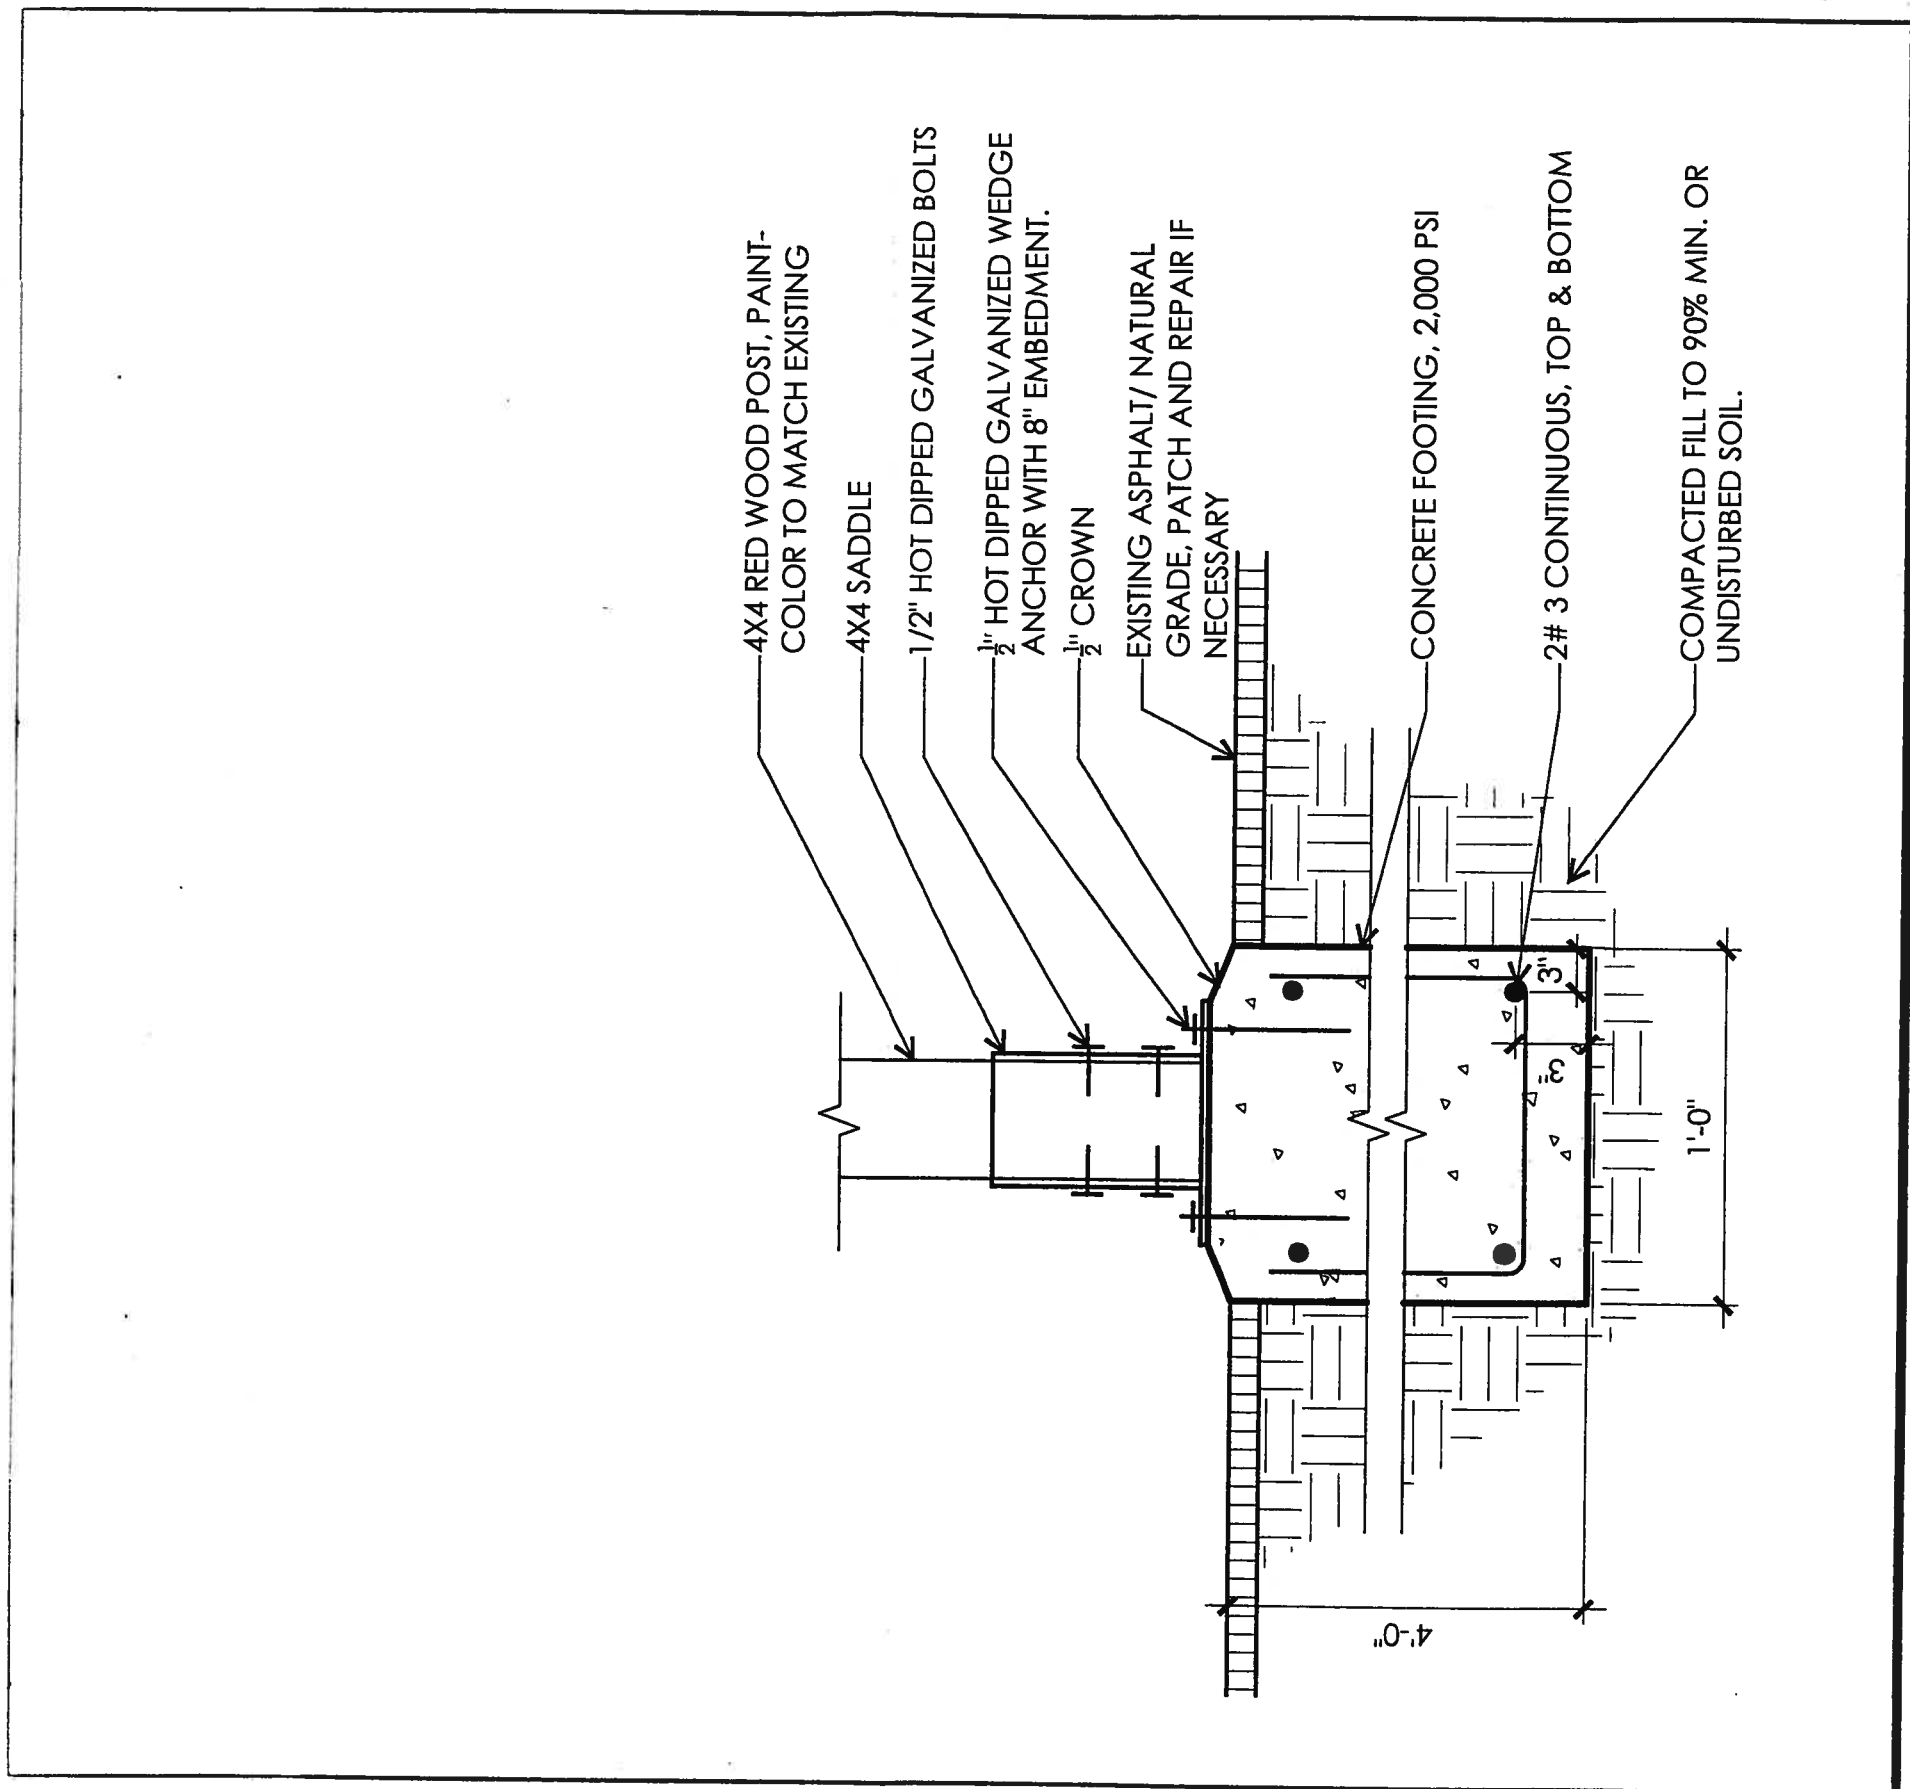 4X4 RED WOOD POST, PAINT-
COLOR TO MATCH EXISTING
4X4 SADDLE
1/2" HOT DIPPED GALVANIZED BOLTS
1/2" HOT DIPPED GALVANIZED WEDGE
ANCHOR WITH 8" EMBEDMENT.
1/2" CROWN
EXISTING ASPHALT/ NATURAL
GRADE, PATCH AND REPAIR IF
NECESSARY
CONCRETE FOOTING, 2,000 PSI
2# 3 CONTINUOUS, TOP & BOTTOM
COMPACTED FILL TO 90% MIN. OR
UNDISTURBED SOIL.
3"
3"
1'-0"
4'-0"